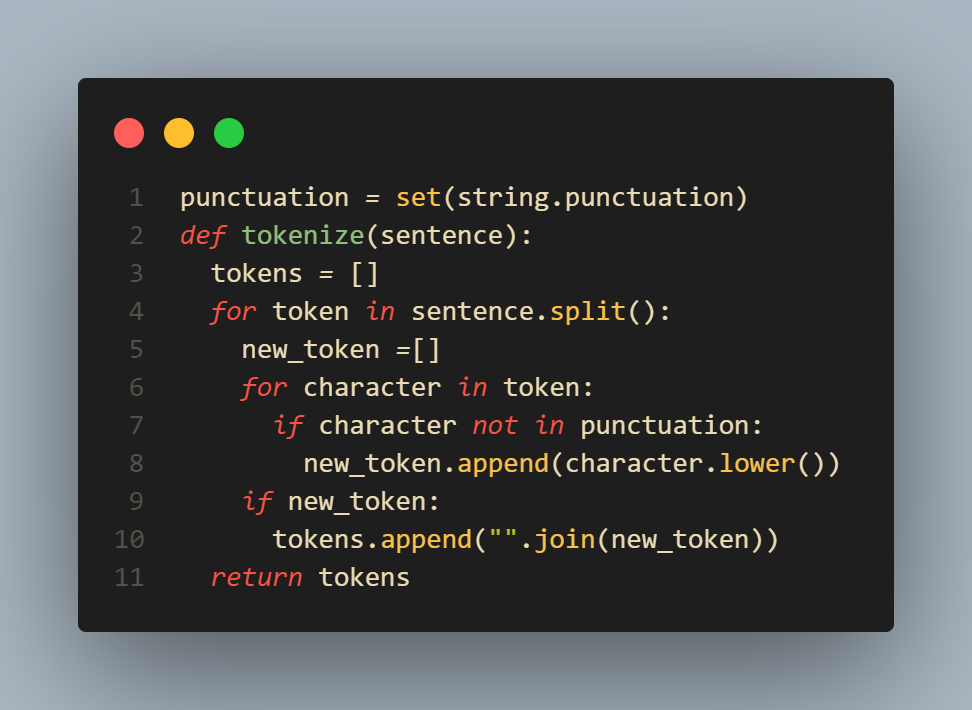 1 punctuation = set(string.punctuation)
2 def tokenize(sentence):
3   tokens = []
4   for token in sentence.split():
5     new_token =[]
6     for character in token:
7       if character not in punctuation:
8         new_token.append(character.lower())
9     if new_token:
10       tokens.append("".join(new_token))
11   return tokens